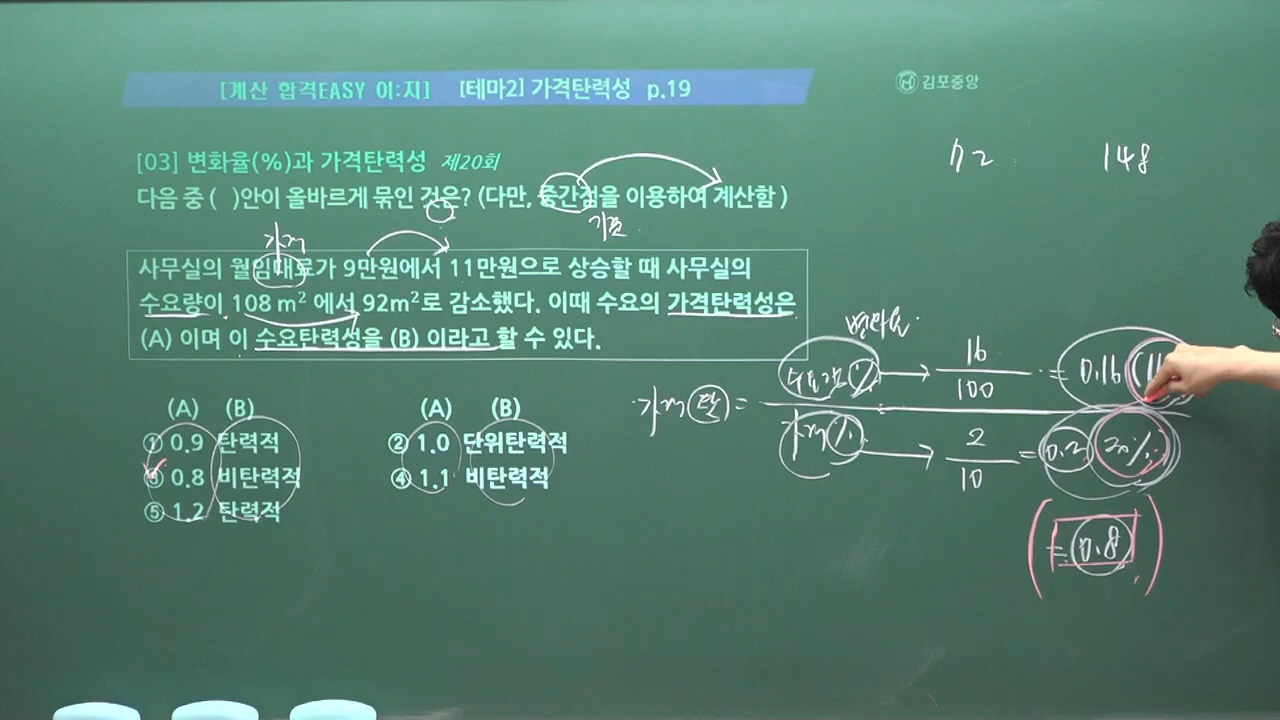 [계산 합격EASY 이:지] [테마2] 가격탄력성 p.19
김포중앙
72 148
[03] 변화율(%)과 가격탄력성 제20회
다음 중 ( )안이 올바르게 묶인 것은? (다만, 중간점을 이용하여 계산함)
기준
가격
사무실의 월임대료가 9만원에서 11만원으로 상승할 때 사무실의
수요량이 108 m² 에서 92m²로 감소했다. 이때 수요의 가격탄력성은
(A) 이며 이 수요탄력성을 (B) 이라고 할 수 있다.
변화율
수요량% → 16/100 = 0.16
가격탄 =
가격% → 2/10 = 0.2 20%
= 0.8
(A) (B) (A) (B)
① 0.9 탄력적 ② 1.0 단위탄력적
③ 0.8 비탄력적 ④ 1.1 비탄력적
⑤ 1.2 탄력적